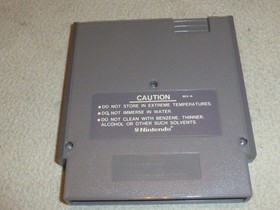 CAUTION REV-A
• DO NOT STORE IN EXTREME TEMPERATURES.
• DO NOT IMMERSE IN WATER.
• DO NOT CLEAN WITH BENZENE, THINNER,
ALCOHOL OR OTHER SUCH SOLVENTS.
Nintendo